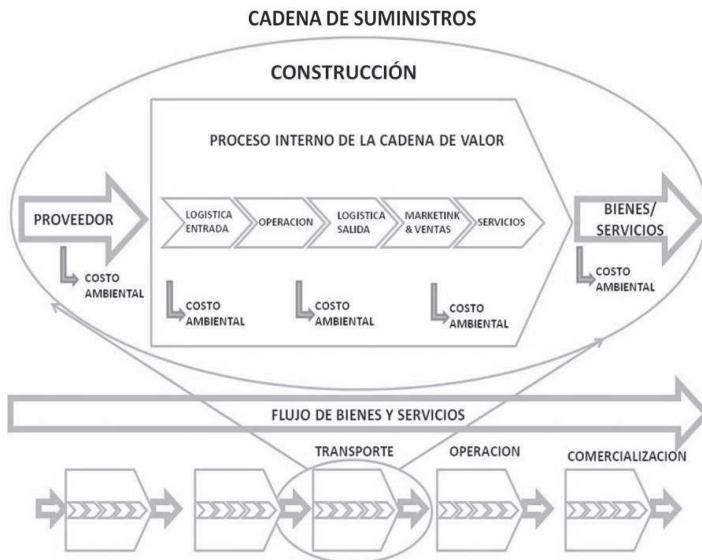 CADENA DE SUMINISTROS
CONSTRUCCIÓN
PROCESO INTERNO DE LA CADENA DE VALOR
PROVEEDOR
LOGISTICA
ENTRADA
OPERACION
LOGISTICA
SALIDA
MARKETINK
& VENTAS
SERVICIOS
BIENES/
SERVICIOS
COSTO
AMBIENTAL
COSTO
AMBIENTAL
COSTO
AMBIENTAL
COSTO
AMBIENTAL
COSTO
AMBIENTAL
FLUJO DE BIENES Y SERVICIOS
TRANSPORTE
OPERACION
COMERCIALIZACION